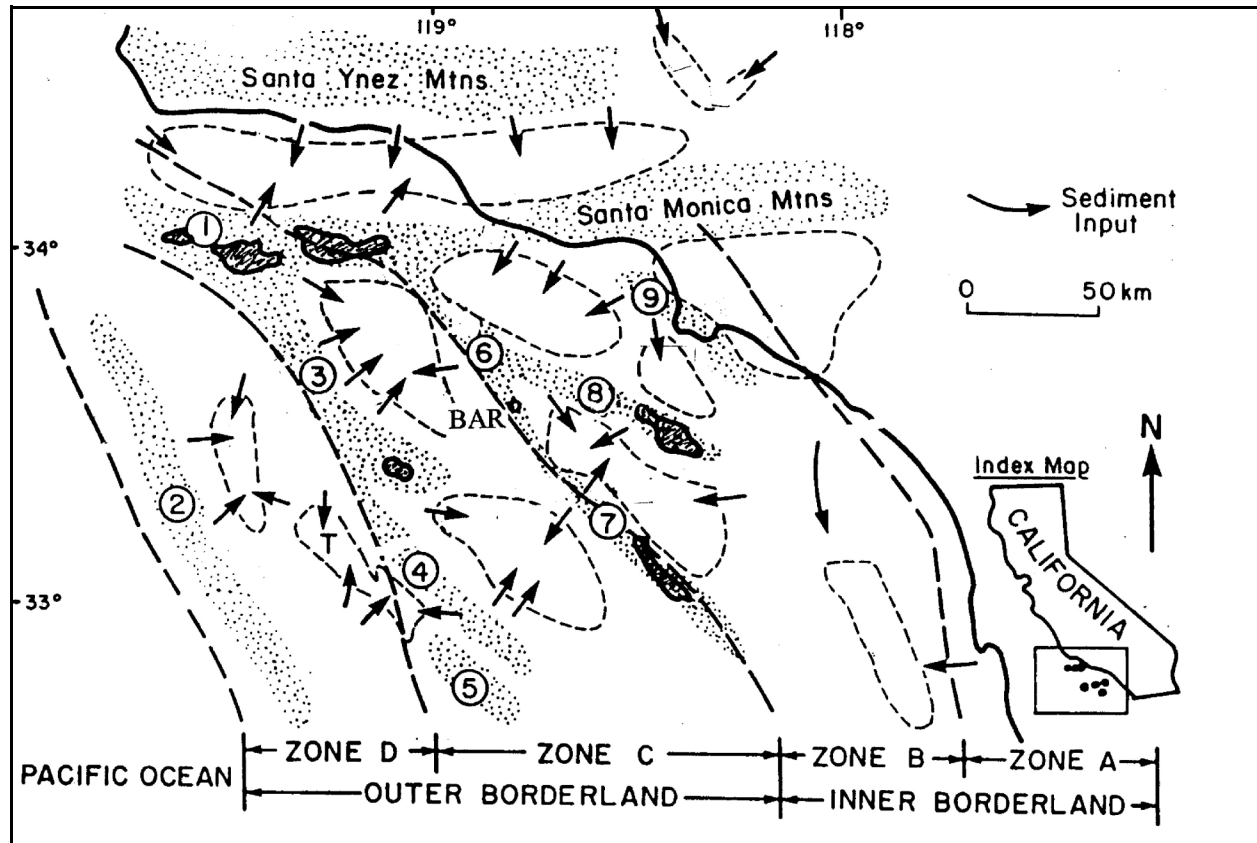 119°
118°
Santa Ynez Mtns
Santa Monica Mtns
Sediment
Input
34°
0 50 km
1
9
3
6
8
BAR
N
Index Map
2
7
CALIFORNIA
T
4
33°
5
ZONE D ZONE C ZONE B ZONE A
PACIFIC OCEAN
OUTER BORDERLAND INNER BORDERLAND